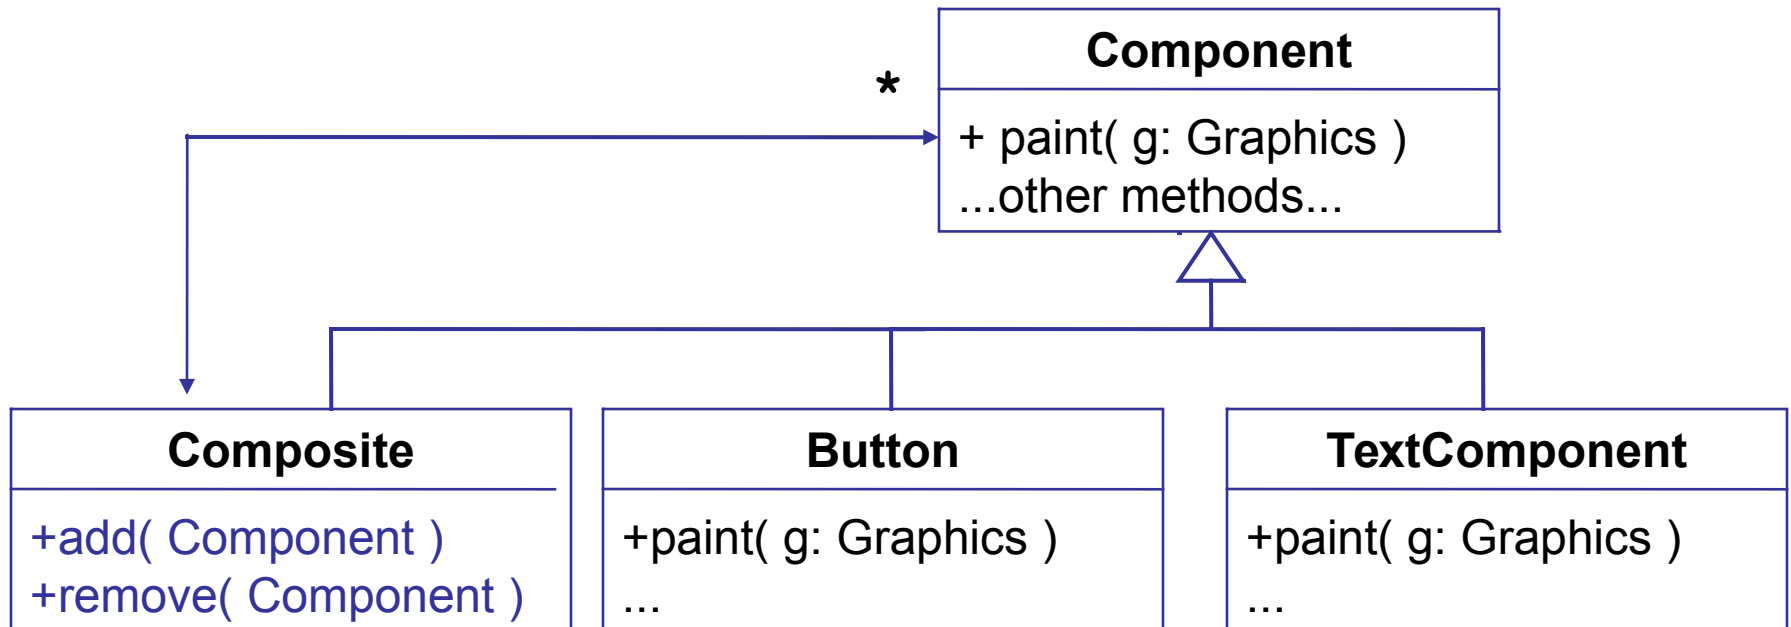 Component
*
+ paint( g: Graphics )
...other methods...
Composite
+add( Component )
+remove( Component )
Button
+paint( g: Graphics )
...
TextComponent
+paint( g: Graphics )
...